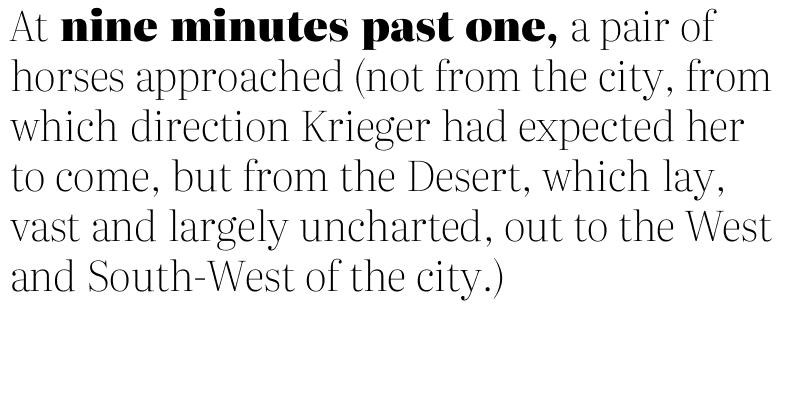 At nine minutes past one, a pair of
horses approached (not from the city, from
which direction Krieger had expected her
to come, but from the Desert, which lay,
vast and largely uncharted, out to the West
and South-West of the city.)